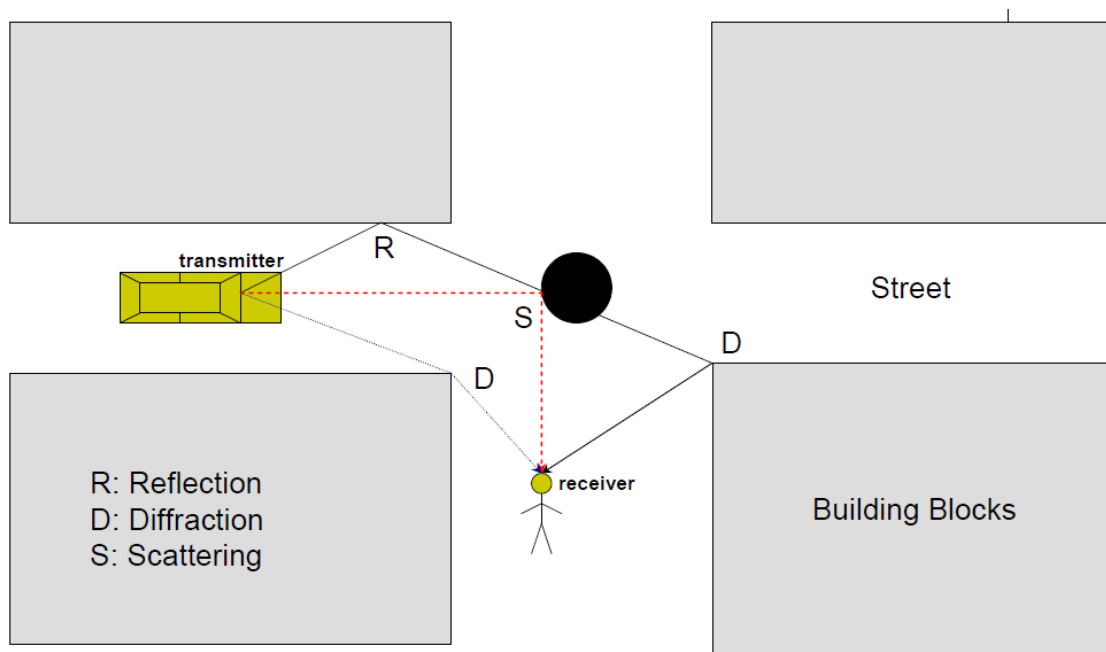 R
transmitter
Street
S
D
D
R: Reflection
D: Diffraction
S: Scattering
receiver
Building Blocks